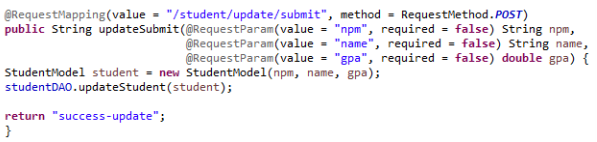 @RequestMapping(value = "/student/update/submit", method = RequestMethod.POST)
public String updateSubmit(@RequestParam(value = "npm", required = false) String npm,
@RequestParam(value = "name", required = false) String name,
@RequestParam(value = "gpa", required = false) double gpa) {
StudentModel student = new StudentModel(npm, name, gpa);
studentDAO.updateStudent(student);
return "success-update";
}